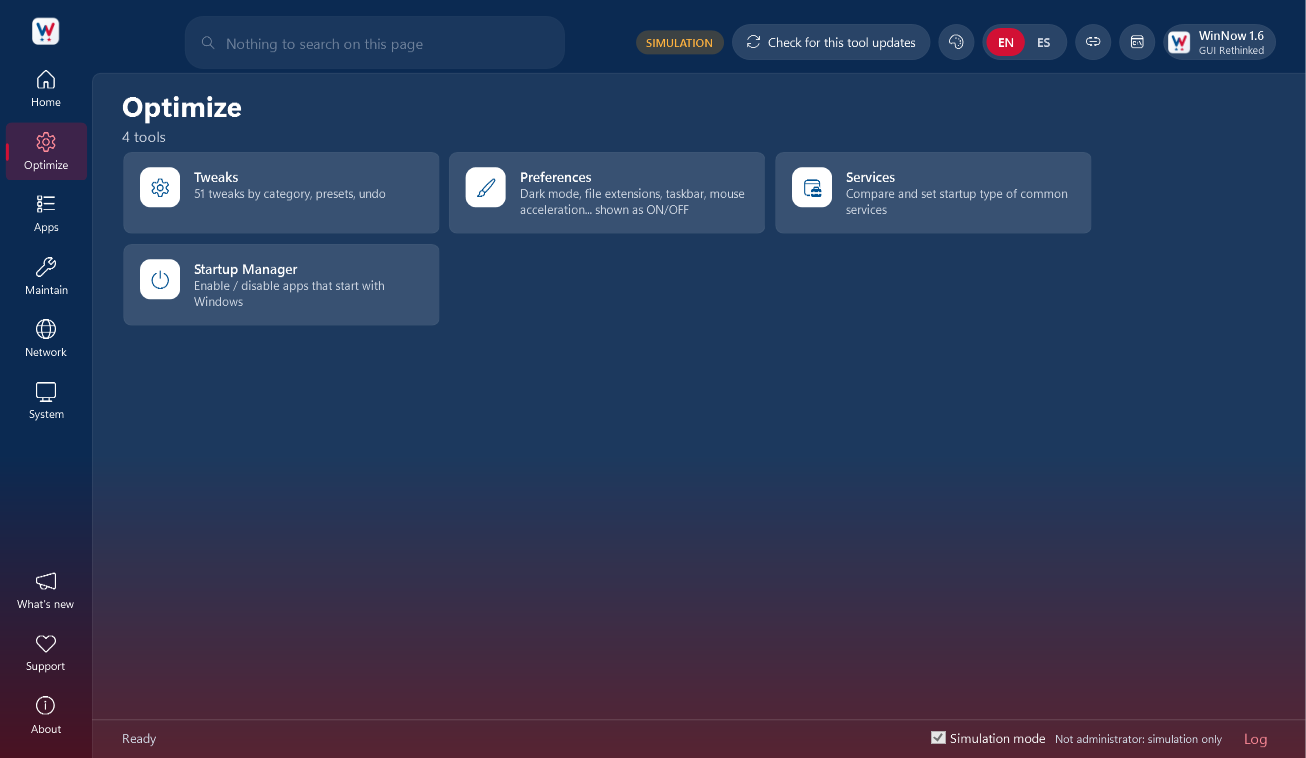 W
Nothing to search on this page
SIMULATION
Check for this tool updates
EN
ES
W
WinNow 1.6
GUI Rethinked
Home
Optimize
Apps
Maintain
Network
System
What's new
Support
About
Optimize
4 tools
Tweaks
51 tweaks by category, presets, undo
Preferences
Dark mode, file extensions, taskbar, mouse
acceleration... shown as ON/OFF
Services
Compare and set startup type of common
services
Startup Manager
Enable / disable apps that start with
Windows
Ready
Simulation mode
Not administrator: simulation only
Log